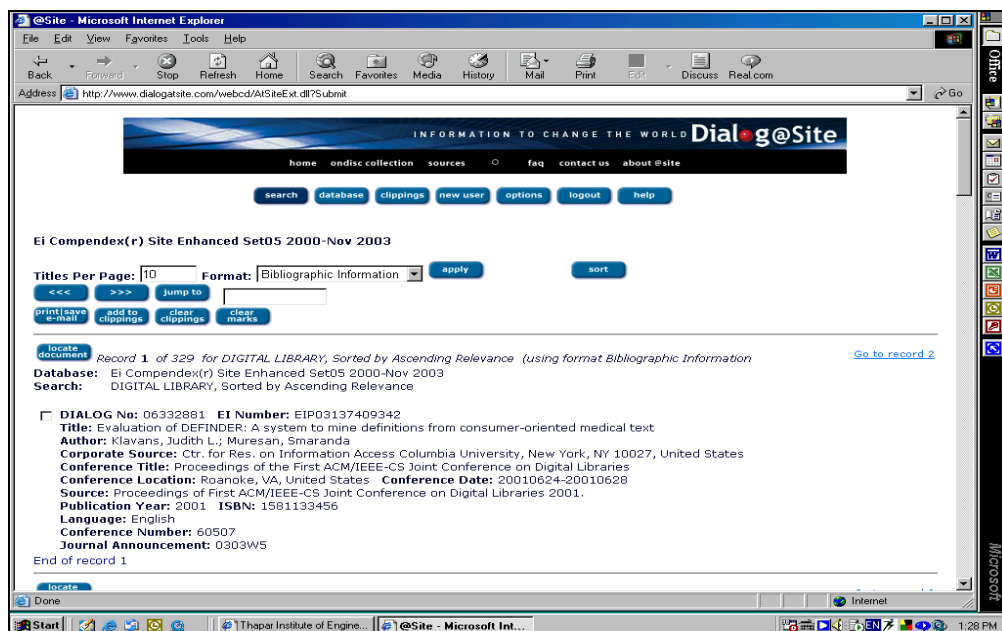 @Site - Microsoft Internet Explorer
File Edit View Favorites Tools Help
Back Forward Stop Refresh Home Search Favorites Media History Mail Print Edit Discuss Real.com
Address http://www.dialogatsite.com/webcd/AtSiteExt.dll?Submit Go
INFORMATION TO CHANGE THE WORLD Dialog@Site
home ondisc collection sources faq contact us about @site
search database clippings new user options logout help
Ei Compendex(r) Site Enhanced Set05 2000-Nov 2003
Titles Per Page: 10 Format: Bibliographic Information apply sort
<<< >>> jump to
print|save e-mail add to clippings clear clippings clear marks
locate document Record 1 of 329 for DIGITAL LIBRARY, Sorted by Ascending Relevance (using format Bibliographic Information Go to record 2
Database: Ei Compendex(r) Site Enhanced Set05 2000-Nov 2003
Search: DIGITAL LIBRARY, Sorted by Ascending Relevance
DIALOG No: 06332881 EI Number: EIP03137409342
Title: Evaluation of DEFINDER: A system to mine definitions from consumer-oriented medical text
Author: Klavans, Judith L.; Muresan, Smaranda
Corporate Source: Ctr. for Res. on Information Access Columbia University, New York, NY 10027, United States
Conference Title: Proceedings of the First ACM/IEEE-CS Joint Conference on Digital Libraries
Conference Location: Roanoke, VA, United States Conference Date: 20010624-20010628
Source: Proceedings of First ACM/IEEE-CS Joint Conference on Digital Libraries 2001.
Publication Year: 2001 ISBN: 1581133456
Language: English
Conference Number: 60507
Journal Announcement: 0303W5
End of record 1
locate
Done Internet
Start Thapar Institute of Engine... @Site - Microsoft Int... EN 1:28 PM
Office
Microsoft